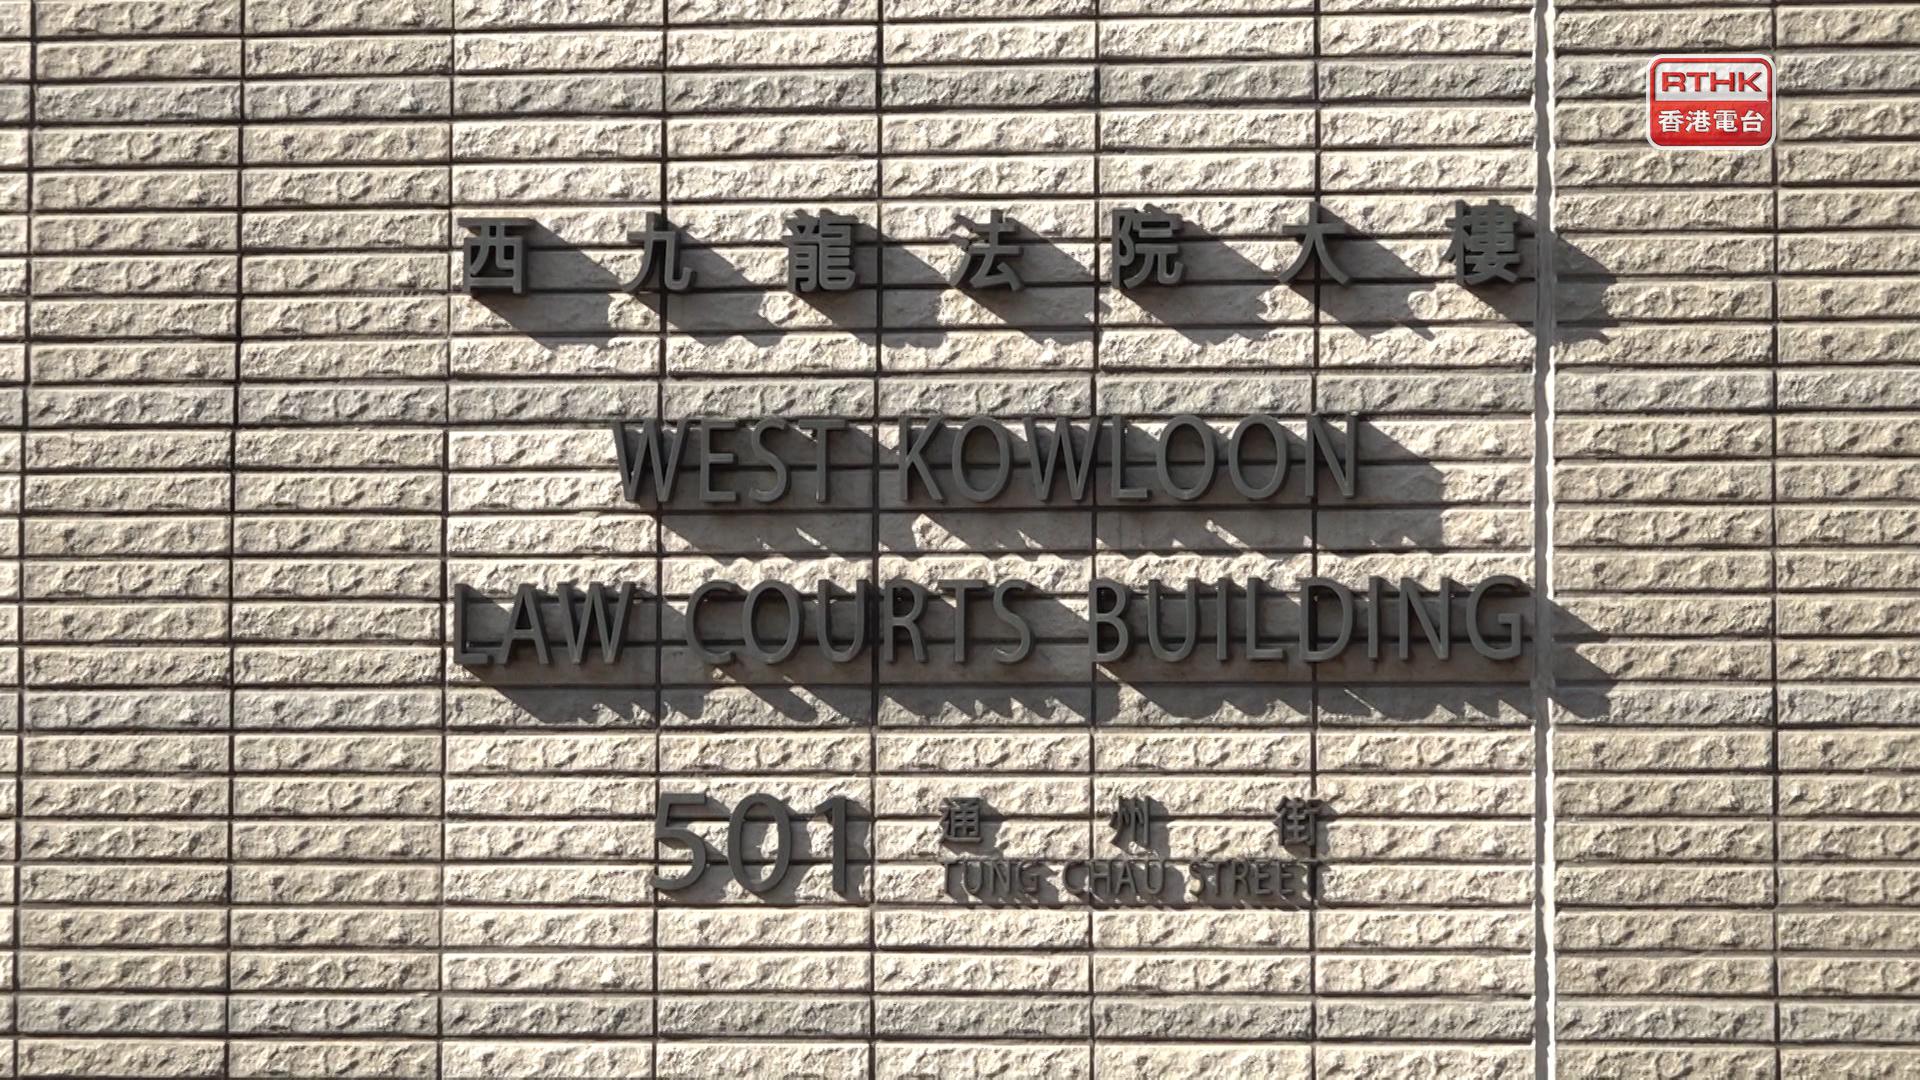 RTHK
香港電台
西九龍法院大樓
WEST KOWLOON
LAW COURTS BUILDING
501 通州街
TUNG CHAU STREET